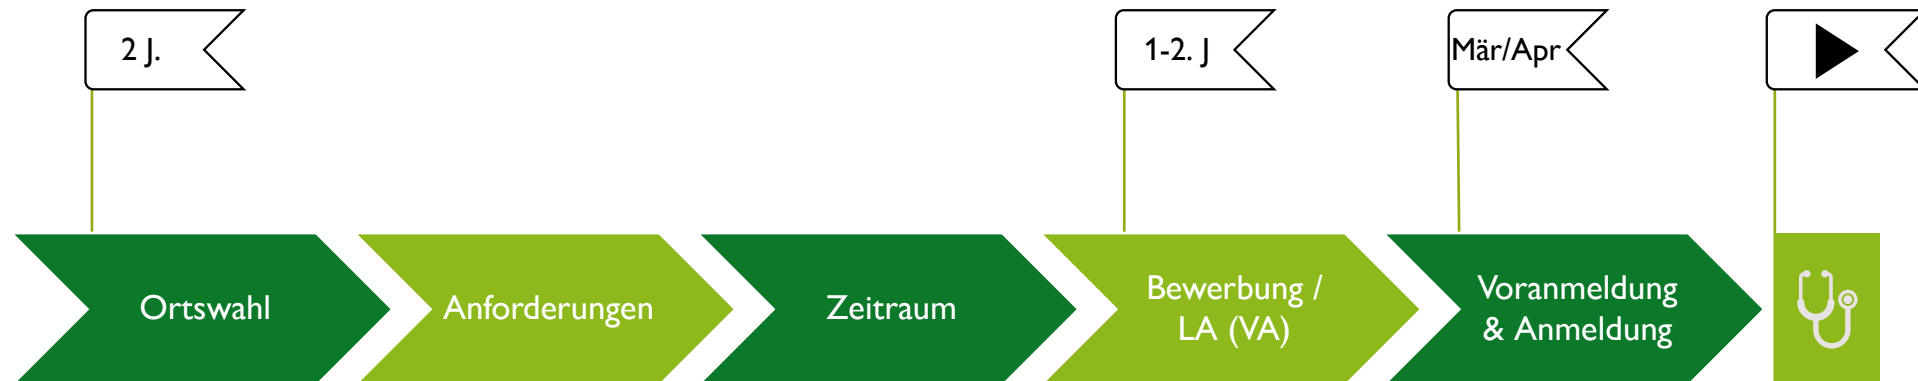 2 J.
1-2. J
Mär/Apr
Ortswahl
Anforderungen
Zeitraum
Bewerbung /
LA (VA)
Voranmeldung
& Anmeldung